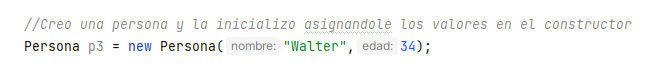 //Creo una persona y la inicializo asignandole los valores en el constructor
Persona p3 = new Persona( nombre: "Walter", edad: 34);